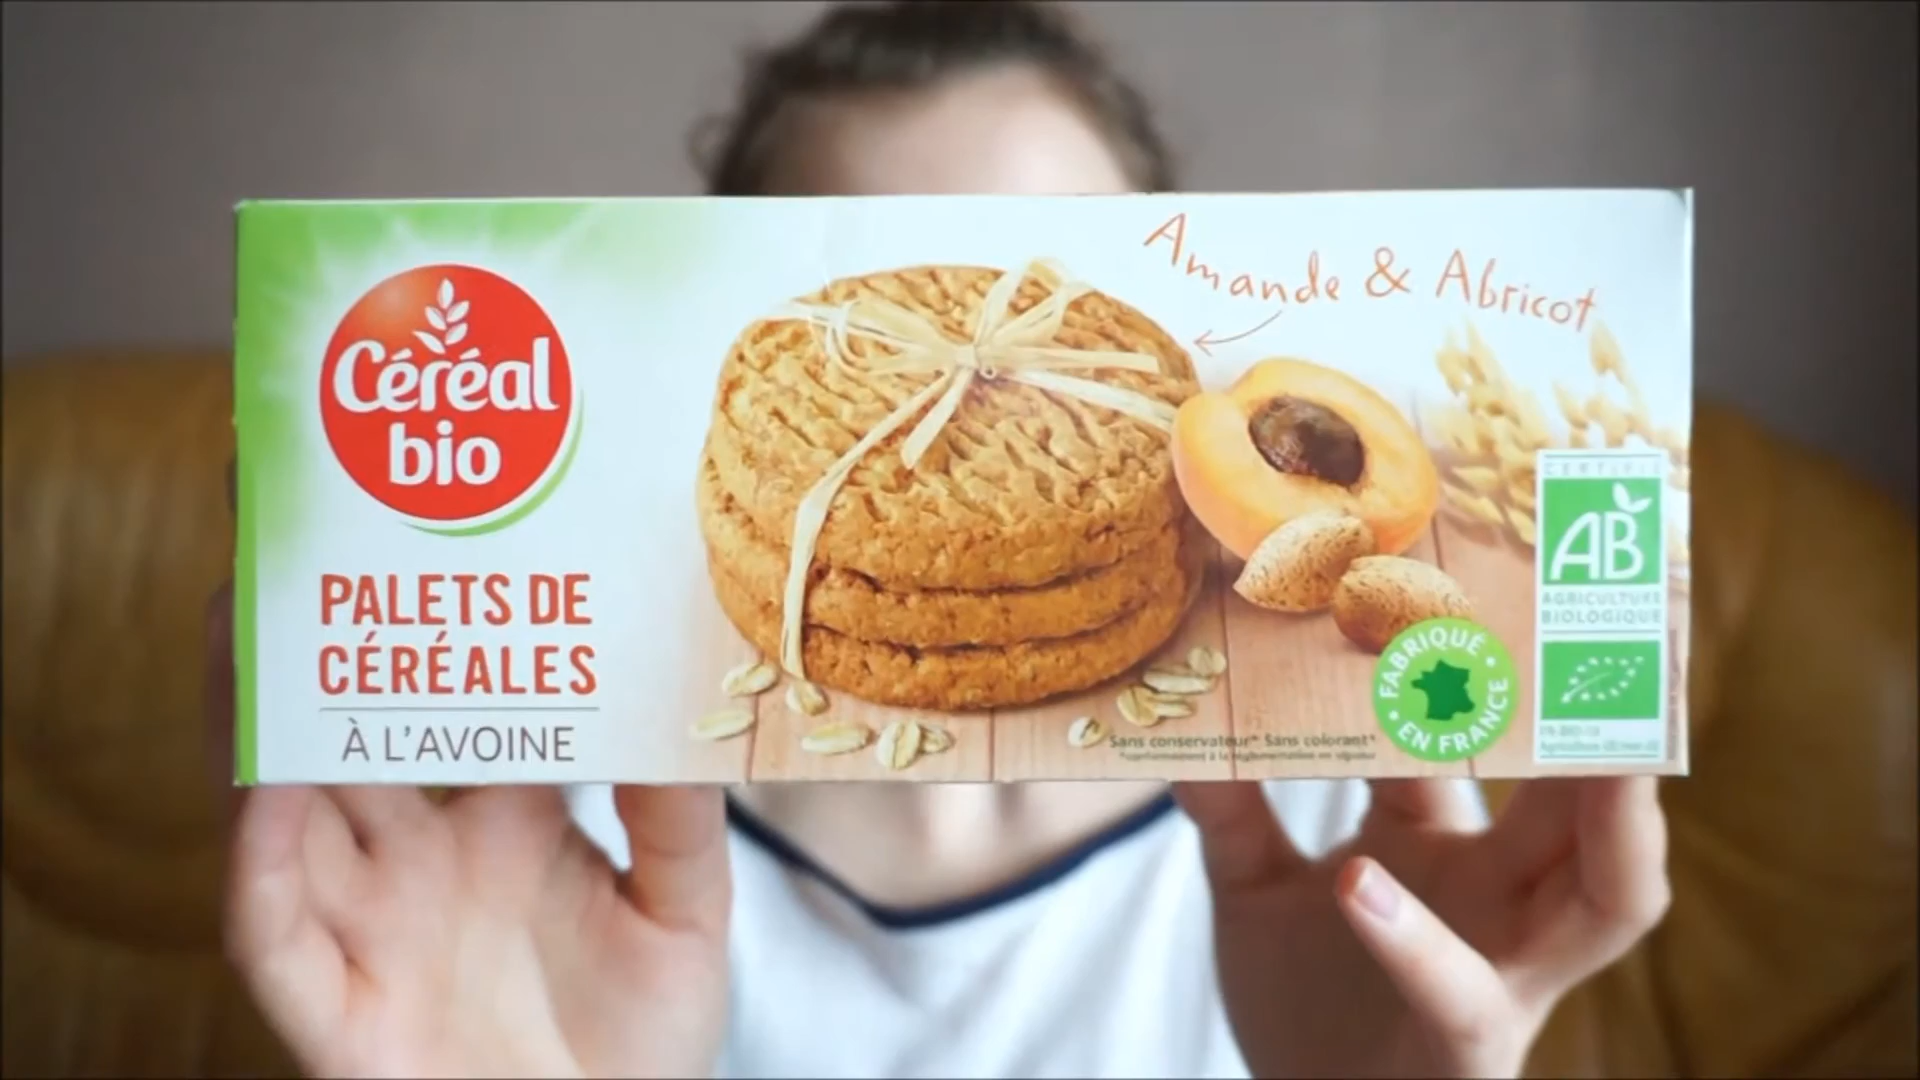 Céréal
bio
PALETS DE
CÉRÉALES
À L'AVOINE
Amande & Abricot
Sans conservateur* Sans colorant*
FABRIQUÉ
EN FRANCE
CERTIFIÉ
AB
AGRICULTURE
BIOLOGIQUE